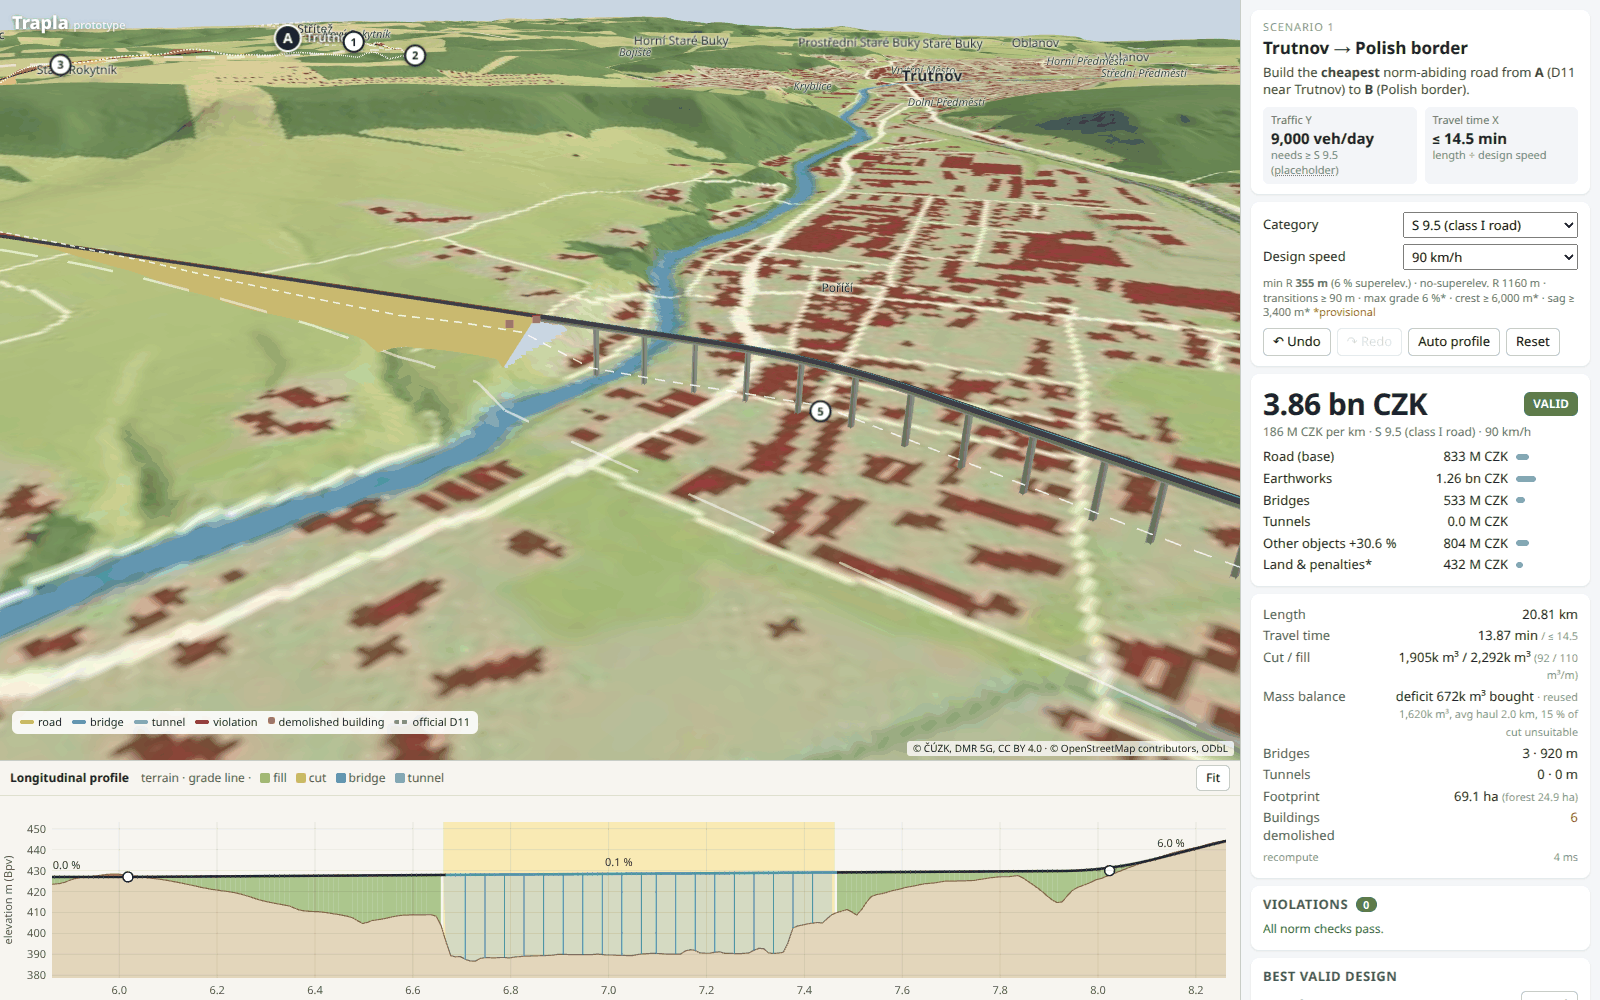 Trapla prototype
A
1
2
3
Horní Staré Buky
Bojiště
Prostřední Staré Buky
Staré Buky
Oblanov
Volanov
Horní Předměstí
Střední Předměstí
Trutnov
Kryblice
Dolní Předměstí
Poříčí
5
road
bridge
tunnel
violation
demolished building
official D11
© ČÚZK, DMR 5G, CC BY 4.0 · © OpenStreetMap contributors, ODbL
Longitudinal profile terrain · grade line · fill cut bridge tunnel
Fit
elevation m (Bpv)
450
440
430
420
410
400
390
380
0.0 %
0.1 %
6.0 %
6.0 6.2 6.4 6.6 6.8 7.0 7.2 7.4 7.6 7.8 8.0 8.2
SCENARIO 1
Trutnov → Polish border
Build the cheapest norm-abiding road from A (D11
near Trutnov) to B (Polish border).
Traffic Y
9,000 veh/day
needs ≥ S 9.5
(placeholder)
Travel time X
≤ 14.5 min
length ÷ design speed
Category S 9.5 (class I road)
Design speed 90 km/h
min R 355 m (6 % superelev.) · no-superelev. R 1160 m ·
transitions ≥ 90 m · max grade 6 %* · crest ≥ 6,000 m* · sag ≥
3,400 m* *provisional
↶ Undo
↷ Redo
Auto profile
Reset
3.86 bn CZK
VALID
186 M CZK per km · S 9.5 (class I road) · 90 km/h
Road (base) 833 M CZK
Earthworks 1.26 bn CZK
Bridges 533 M CZK
Tunnels 0.0 M CZK
Other objects +30.6 % 804 M CZK
Land & penalties* 432 M CZK
Length 20.81 km
Travel time 13.87 min / ≤ 14.5
Cut / fill 1,905k m³ / 2,292k m³ (92 / 110
m³/m)
Mass balance deficit 672k m³ bought · reused
1,620k m³, avg haul 2.0 km, 15 % of
cut unsuitable
Bridges 3 · 920 m
Tunnels 0 · 0 m
Footprint 69.1 ha (forest 24.9 ha)
Buildings 6
demolished
recompute 4 ms
VIOLATIONS 0
All norm checks pass.
BEST VALID DESIGN